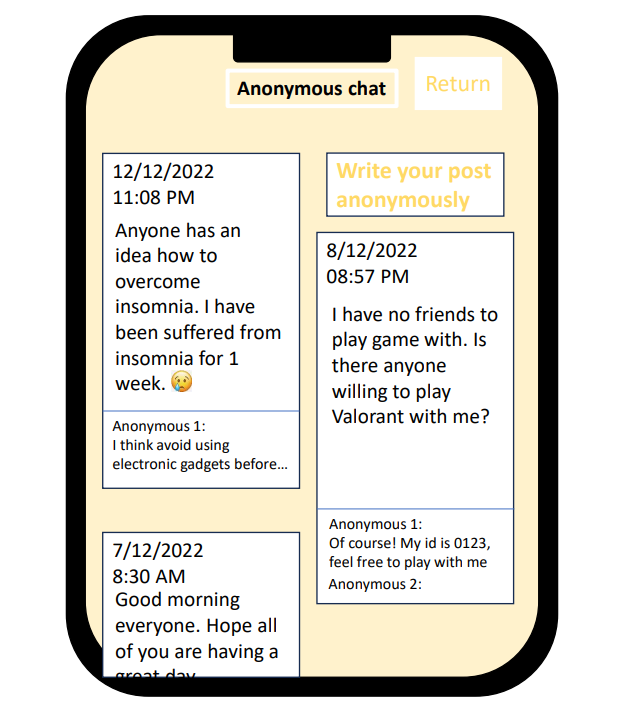 Anonymous chat
Return
12/12/2022
11:08 PM
Anyone has an
idea how to
overcome
insomnia. I have
been suffered from
insomnia for 1
week. 😢
Anonymous 1:
I think avoid using
electronic gadgets before...
7/12/2022
8:30 AM
Good morning
everyone. Hope all
of you are having a
great day
Write your post
anonymously
8/12/2022
08:57 PM
I have no friends to
play game with. Is
there anyone
willing to play
Valorant with me?
Anonymous 1:
Of course! My id is 0123,
feel free to play with me
Anonymous 2: